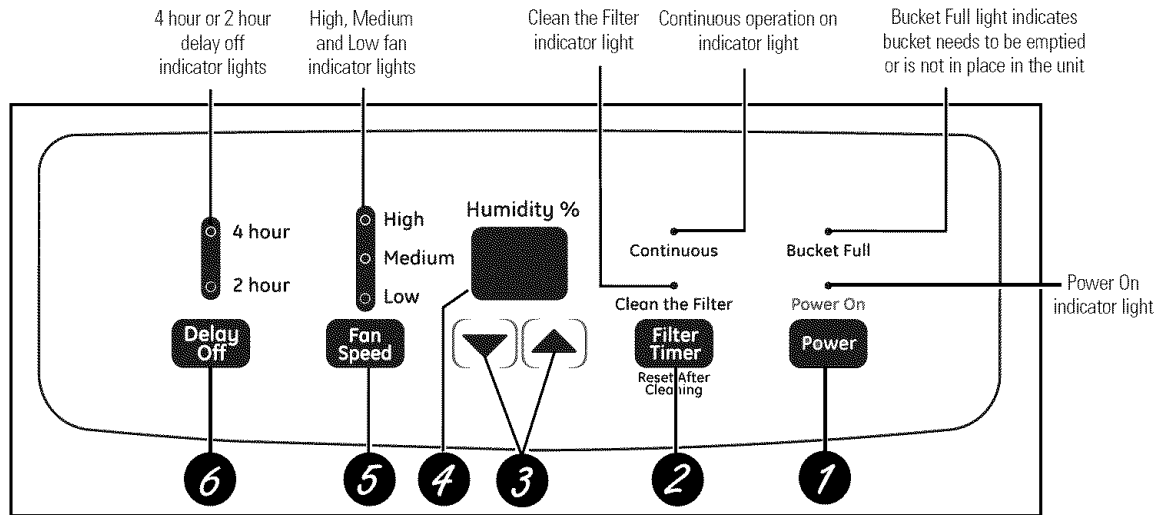 4 hour or 2 hour
delay off
indicator lights
High, Medium
and Low fan
indicator lights
Clean the Filter
indicator light
Continuous operation on
indicator light
Bucket Full light indicates
bucket needs to be emptied
or is not in place in the unit
4 hour
2 hour
High
Medium
Low
Humidity %
Continuous
Bucket Full
Clean the Filter
Power On
Power On
indicator light
Delay
Off
Fan
Speed
Filter
Timer
Reset After
Cleaning
Power
6
5
4
3
2
1